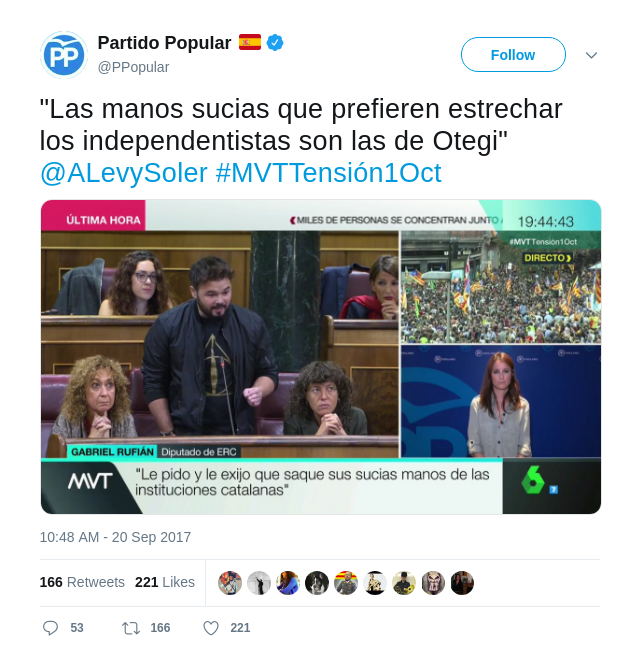 Partido Popular
@PPopular
Follow
"Las manos sucias que prefieren estrechar
los independentistas son las de Otegi"
@ALevySoler #MVTTensión1Oct
ÚLTIMA HORA
MILES DE PERSONAS SE CONCENTRAN JUNTO
19:44:43
#MVTTensión1Oct
DIRECTO
GABRIEL RUFIÁN Diputado de ERC
MVT
"Le pido y le exijo que saque sus sucias manos de las
instituciones catalanas"
6
7
10:48 AM - 20 Sep 2017
166 Retweets 221 Likes
53 166 221